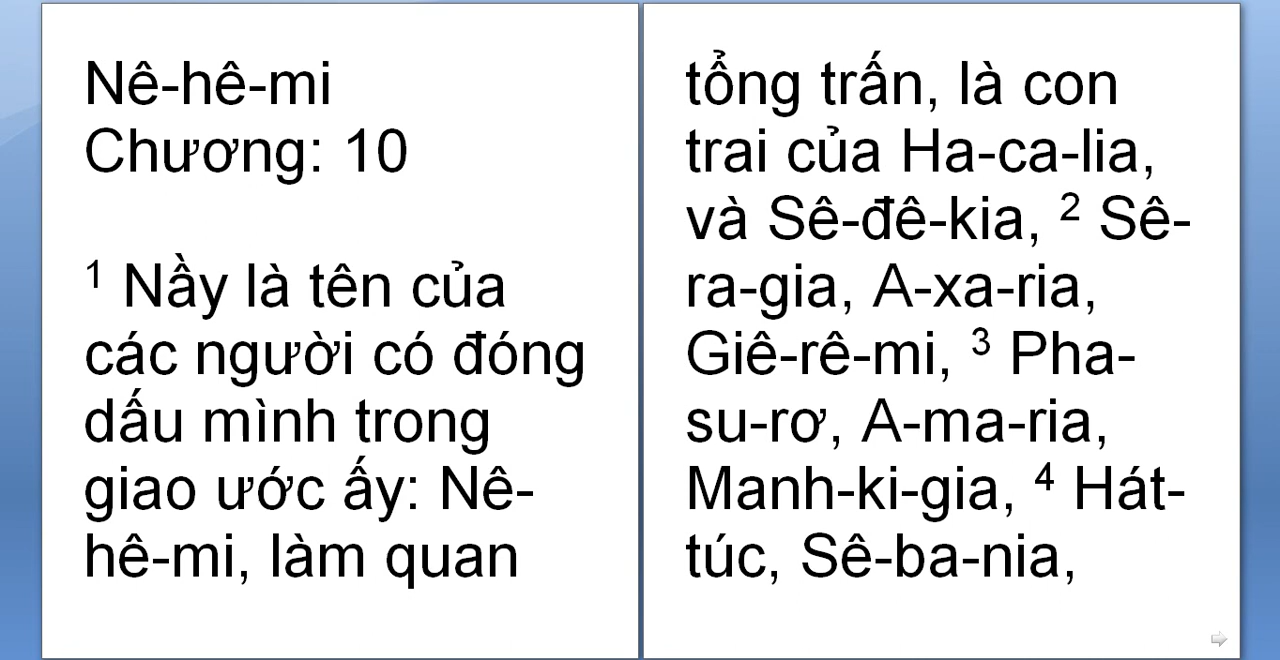 Nê-hê-mi
Chương: 10
¹ Nầy là tên của
các người có đóng
dấu mình trong
giao ước ấy: Nê-
hê-mi, làm quan
tổng trấn, là con
trai của Ha-ca-lia,
và Sê-đê-kia, ² Sê-
ra-gia, A-xa-ria,
Giê-rê-mi, ³ Pha-
su-rơ, A-ma-ria,
Manh-ki-gia, ⁴ Hát-
túc, Sê-ba-nia,